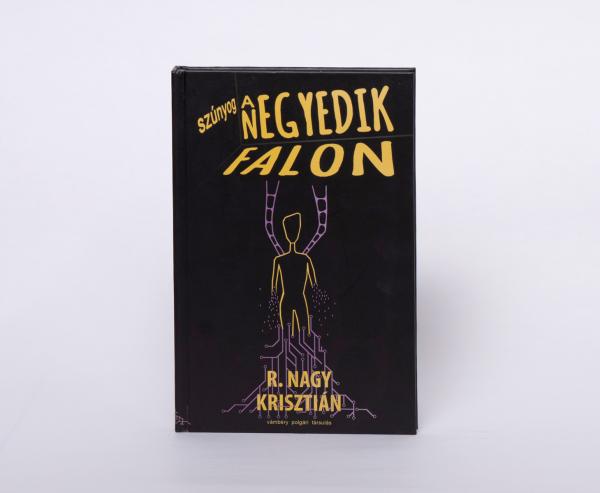 szúnyog A NEGYEDIK
FALON
R. NAGY
KRISZTIÁN
vámbéry polgári társulás